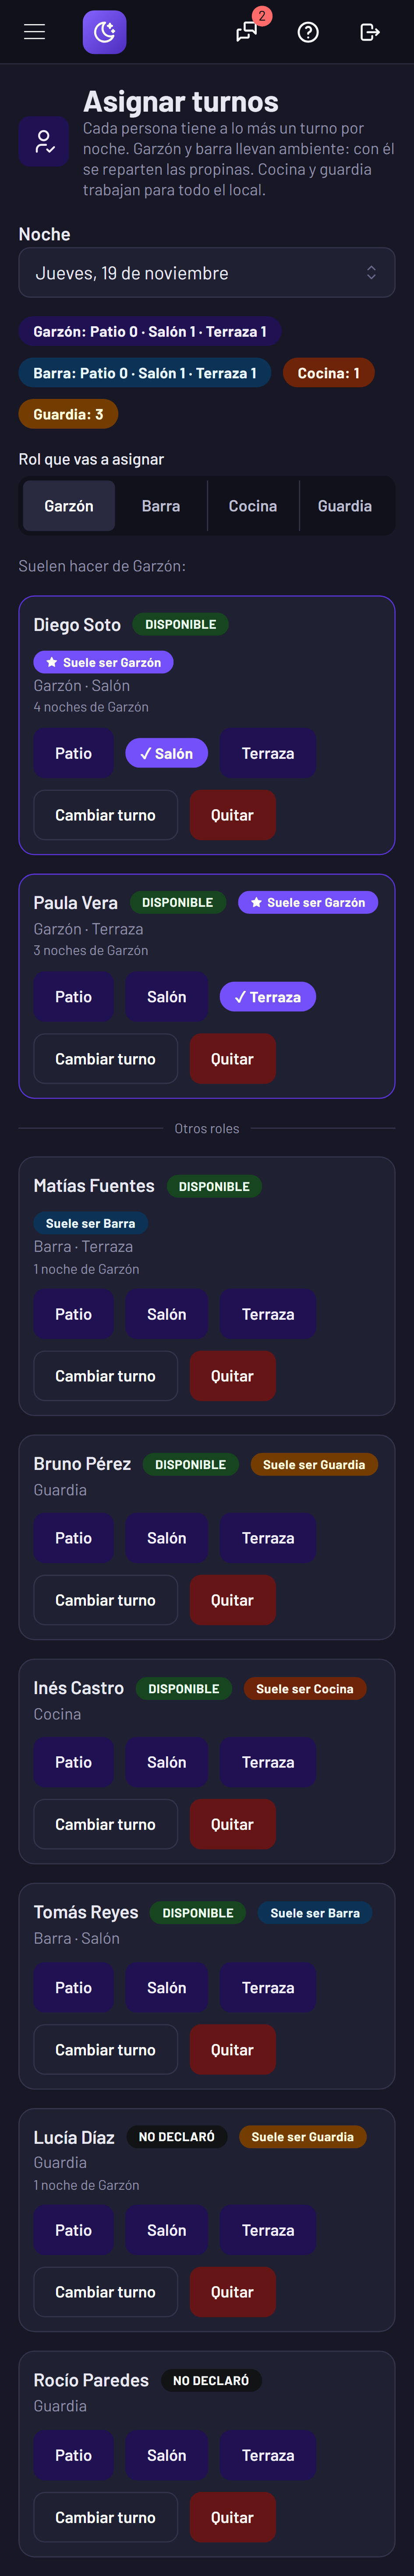 2
Asignar turnos
Cada persona tiene a lo más un turno por
noche. Garzón y barra llevan ambiente: con él
se reparten las propinas. Cocina y guardia
trabajan para todo el local.
Noche
Jueves, 19 de noviembre
Garzón: Patio 0 · Salón 1 · Terraza 1
Barra: Patio 0 · Salón 1 · Terraza 1 Cocina: 1
Guardia: 3
Rol que vas a asignar
Garzón Barra Cocina Guardia
Suelen hacer de Garzón:
Diego Soto DISPONIBLE
★ Suele ser Garzón
Garzón · Salón
4 noches de Garzón
Patio ✓ Salón Terraza
Cambiar turno Quitar
Paula Vera DISPONIBLE ★ Suele ser Garzón
Garzón · Terraza
3 noches de Garzón
Patio Salón ✓ Terraza
Cambiar turno Quitar
Otros roles
Matías Fuentes DISPONIBLE
Suele ser Barra
Barra · Terraza
1 noche de Garzón
Patio Salón Terraza
Cambiar turno Quitar
Bruno Pérez DISPONIBLE Suele ser Guardia
Guardia
Patio Salón Terraza
Cambiar turno Quitar
Inés Castro DISPONIBLE Suele ser Cocina
Cocina
Patio Salón Terraza
Cambiar turno Quitar
Tomás Reyes DISPONIBLE Suele ser Barra
Barra · Salón
Patio Salón Terraza
Cambiar turno Quitar
Lucía Díaz NO DECLARÓ Suele ser Guardia
Guardia
1 noche de Garzón
Patio Salón Terraza
Cambiar turno Quitar
Rocío Paredes NO DECLARÓ
Guardia
Patio Salón Terraza
Cambiar turno Quitar